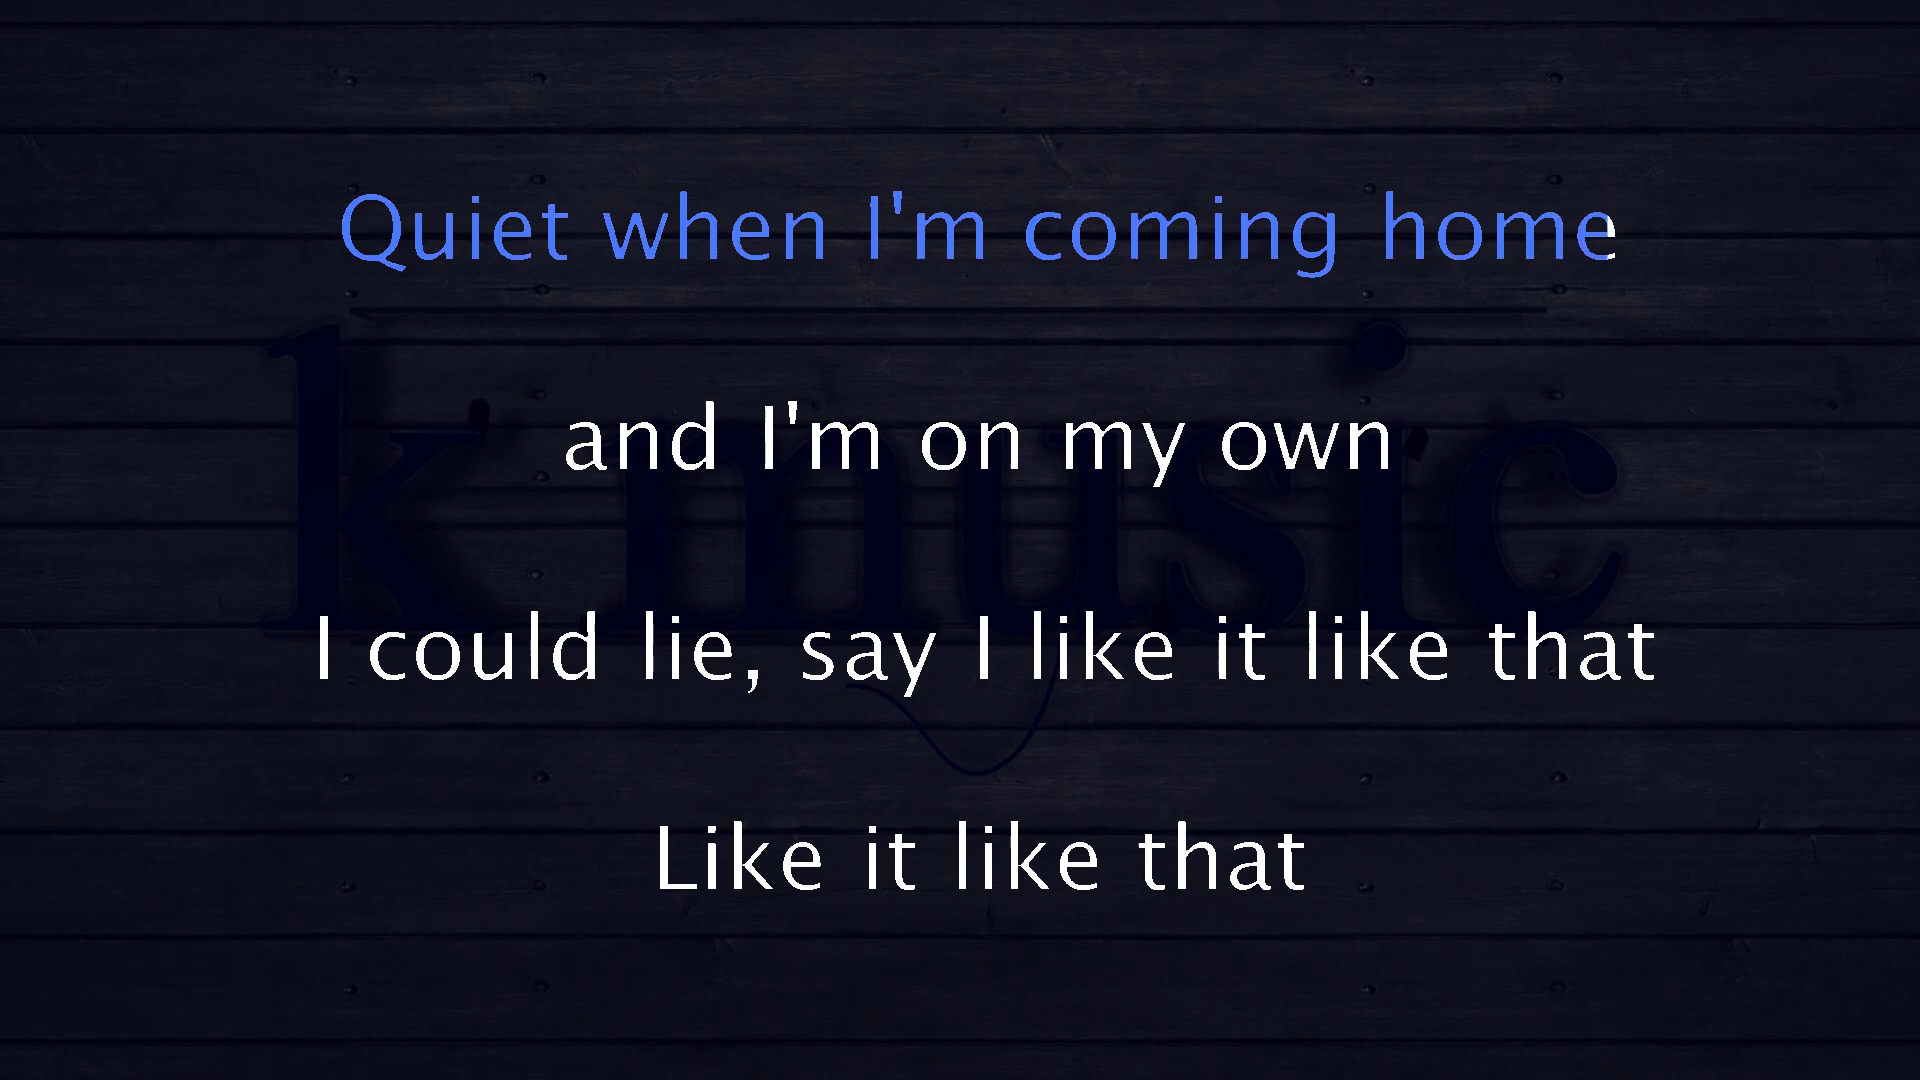 Quiet when I'm coming home
and I'm on my own
I could lie, say I like it like that
Like it like that
k music